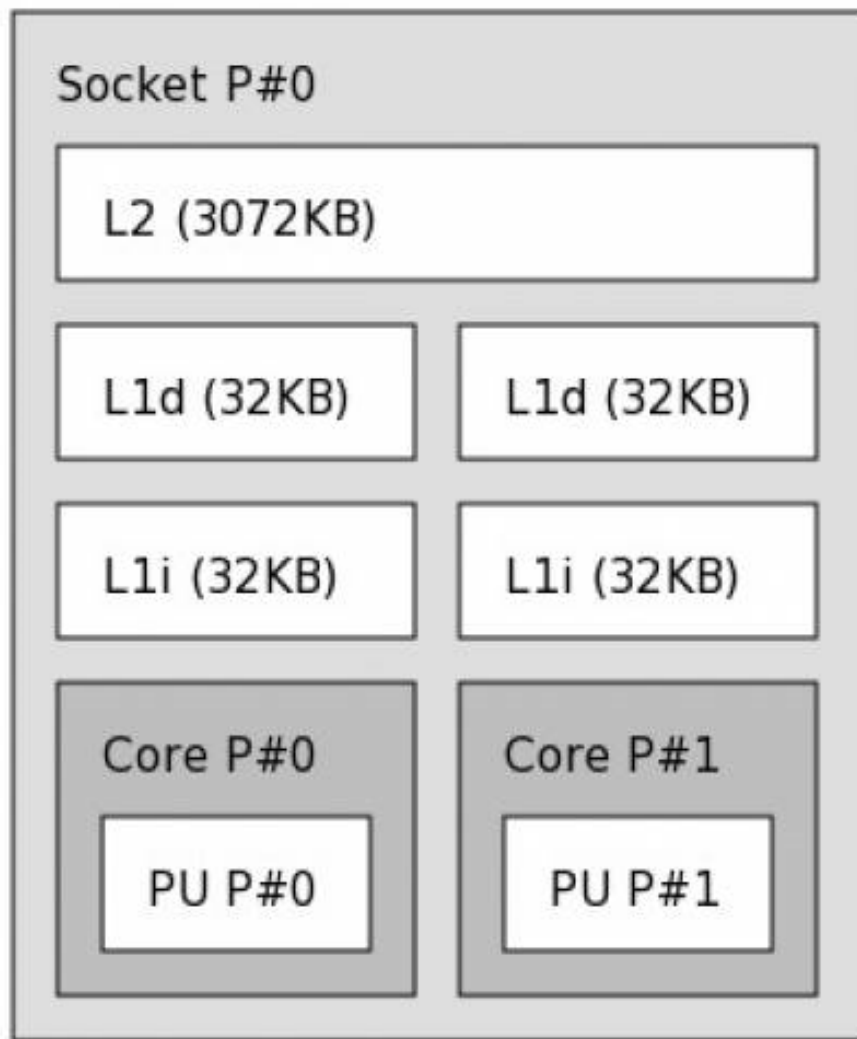 Socket P#0
L2 (3072KB)
L1d (32KB) L1d (32KB)
L1i (32KB) L1i (32KB)
Core P#0 Core P#1
PU P#0 PU P#1